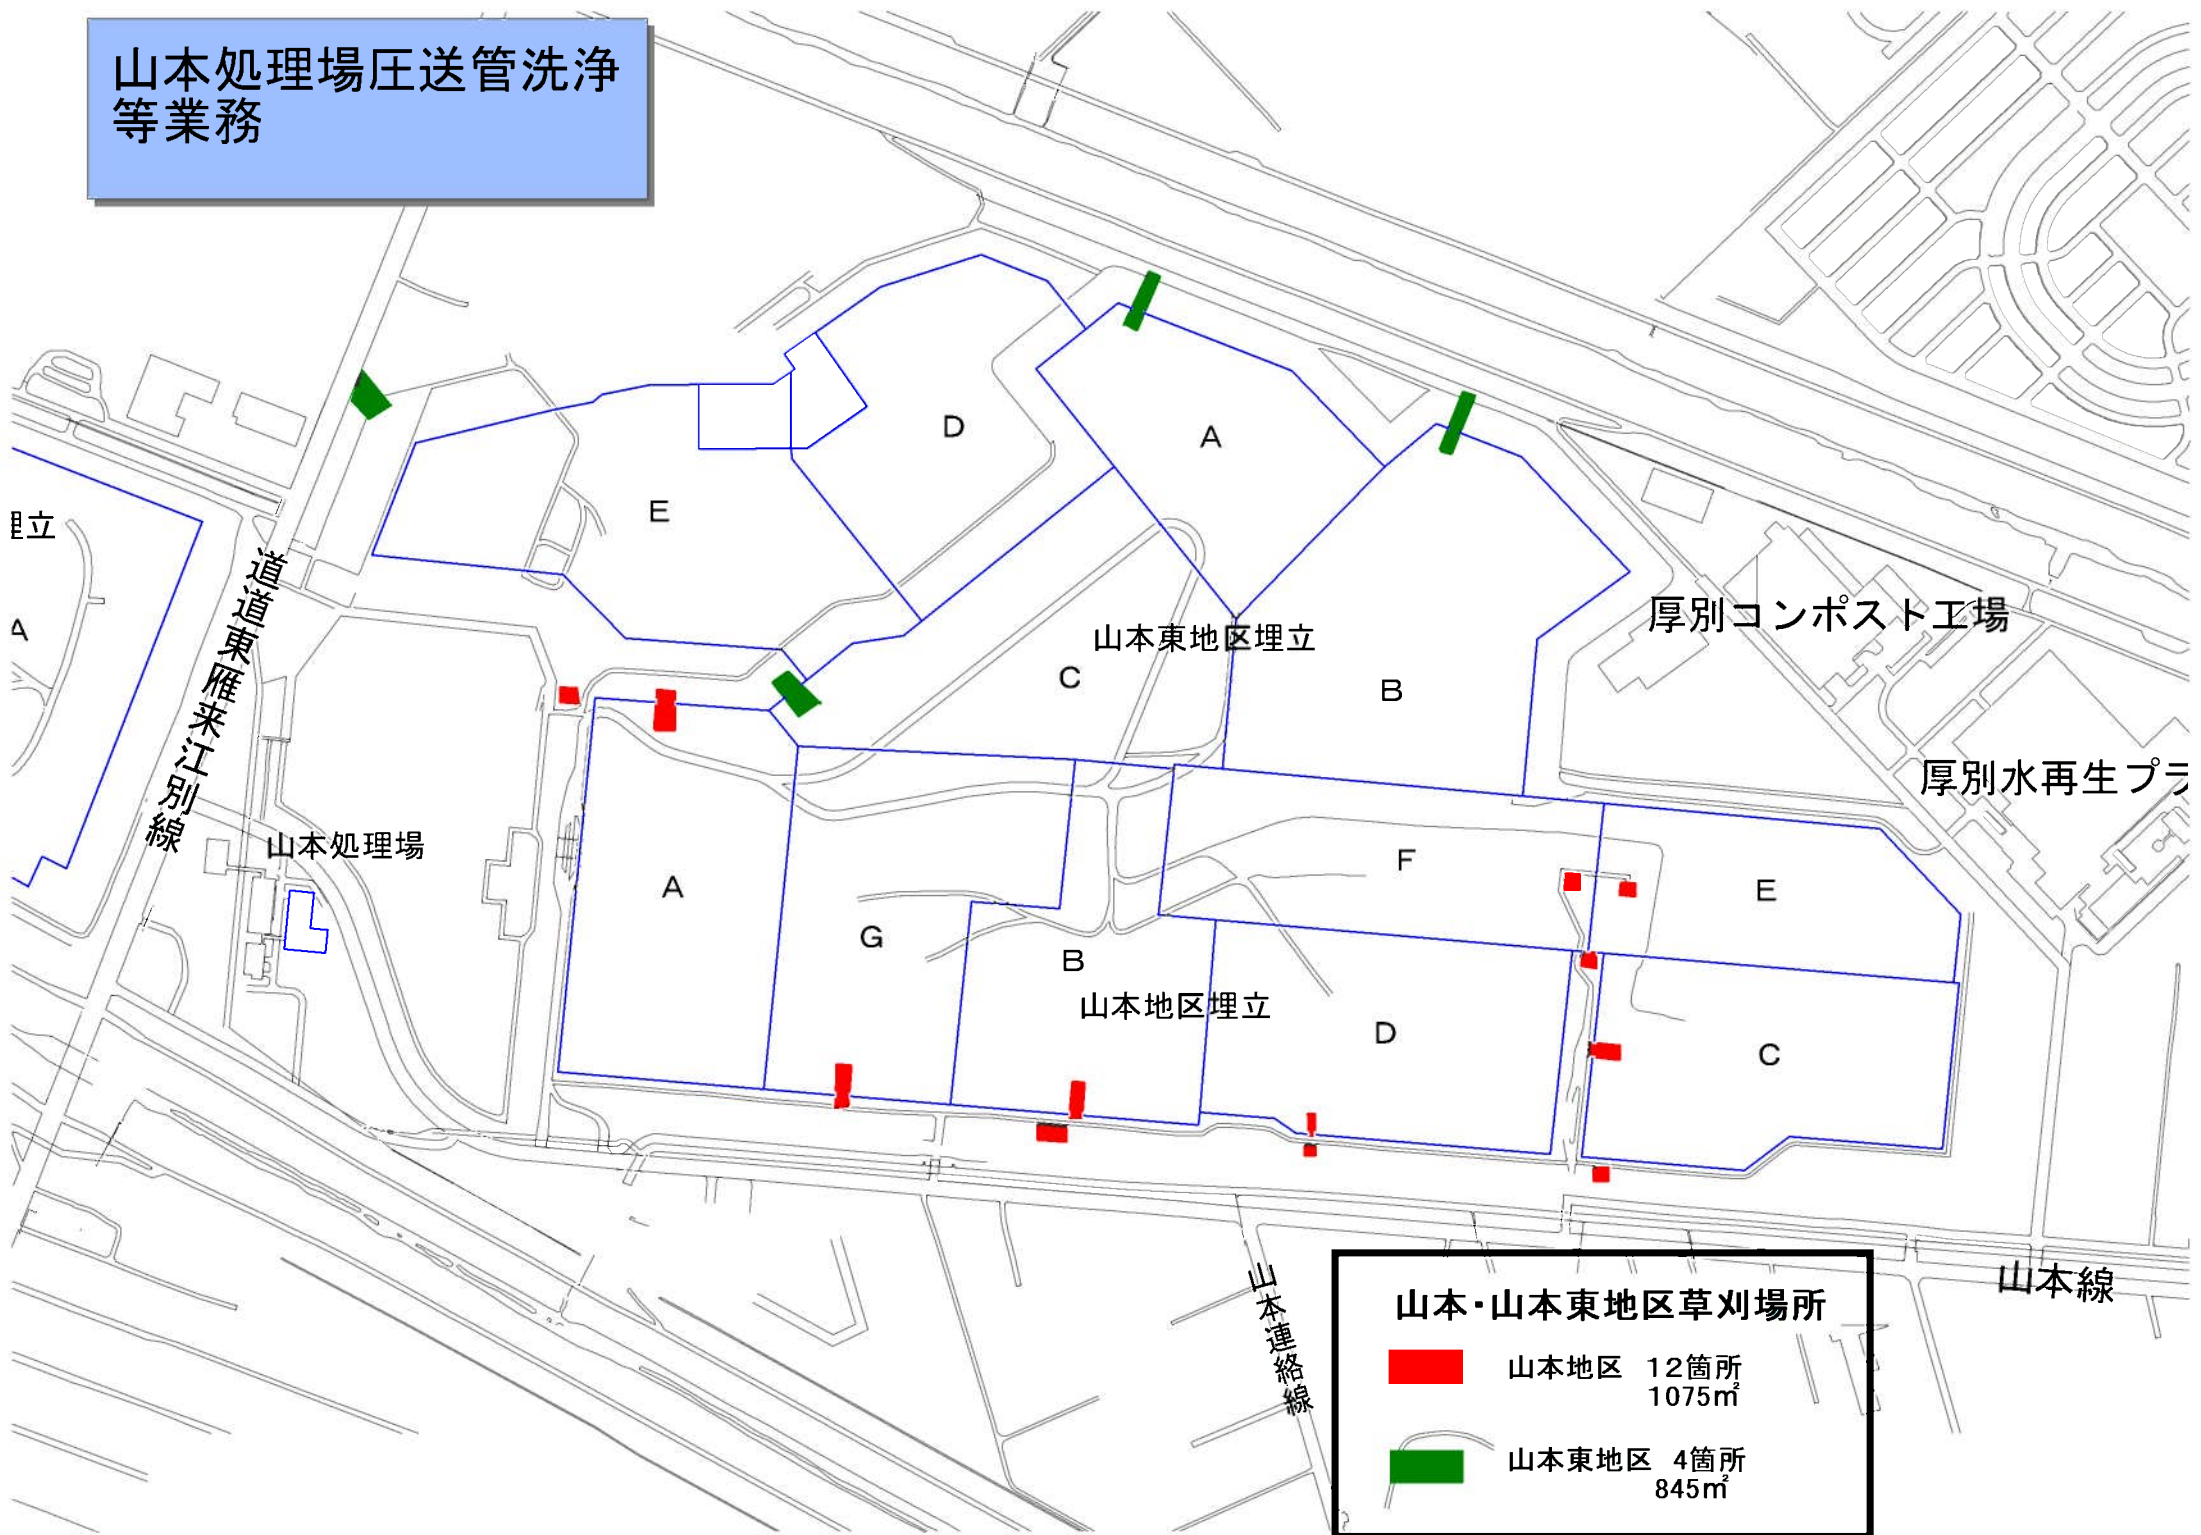 山本処理場圧送管洗浄
等業務
D
A
E
埋立
A
道道東雁来江別線
厚別コンポスト工場
山本東地区埋立
C
B
厚別水再生プラ
山本処理場
A
F
E
G
B
山本地区埋立
D
C
山本線
山本連絡線
山本・山本東地区草刈場所
山本地区 12箇所
1075㎡
山本東地区 4箇所
845㎡